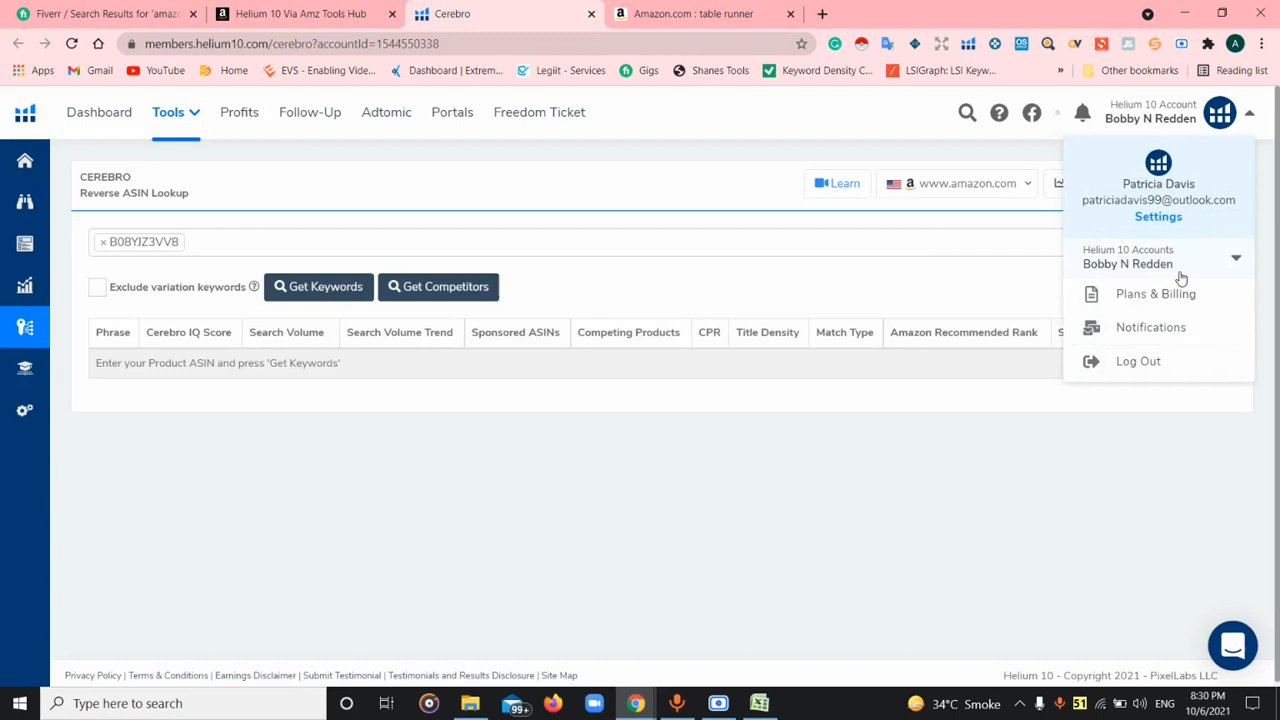 Fiverr / Search Results for 'amazo
Helium 10 Via Amz Tools Hub
Cerebro
Amazon.com : table runner
members.helium10.com/cerebro?accountId=1544550338
A
Apps
Gmail
YouTube
Home
EVS - Enabling Vide...
Dashboard | Extrem...
Legiit - Services
Gigs
Shanes Tools
Keyword Density C...
LSIGraph: LSI Keyw...
»
Other bookmarks
Reading list
Dashboard
Tools
Profits
Follow-Up
Adtomic
Portals
Freedom Ticket
Helium 10 Account
Bobby N Redden
CEREBRO
Reverse ASIN Lookup
Learn
www.amazon.com
Patricia Davis
patriciadavis99@outlook.com
Settings
Helium 10 Accounts
Bobby N Redden
Plans & Billing
Notifications
Log Out
× B08YJZ3VV8
Exclude variation keywords
Get Keywords
Get Competitors
Phrase
Cerebro IQ Score
Search Volume
Search Volume Trend
Sponsored ASINs
Competing Products
CPR
Title Density
Match Type
Amazon Recommended Rank
S
Enter your Product ASIN and press 'Get Keywords'
Privacy Policy | Terms & Conditions | Earnings Disclaimer | Submit Testimonial | Testimonials and Results Disclosure | Site Map
Helium 10 - Copyright 2021 - PixelLabs LLC
Type here to search
99+
34°C Smoke
51
8:30 PM
10/6/2021